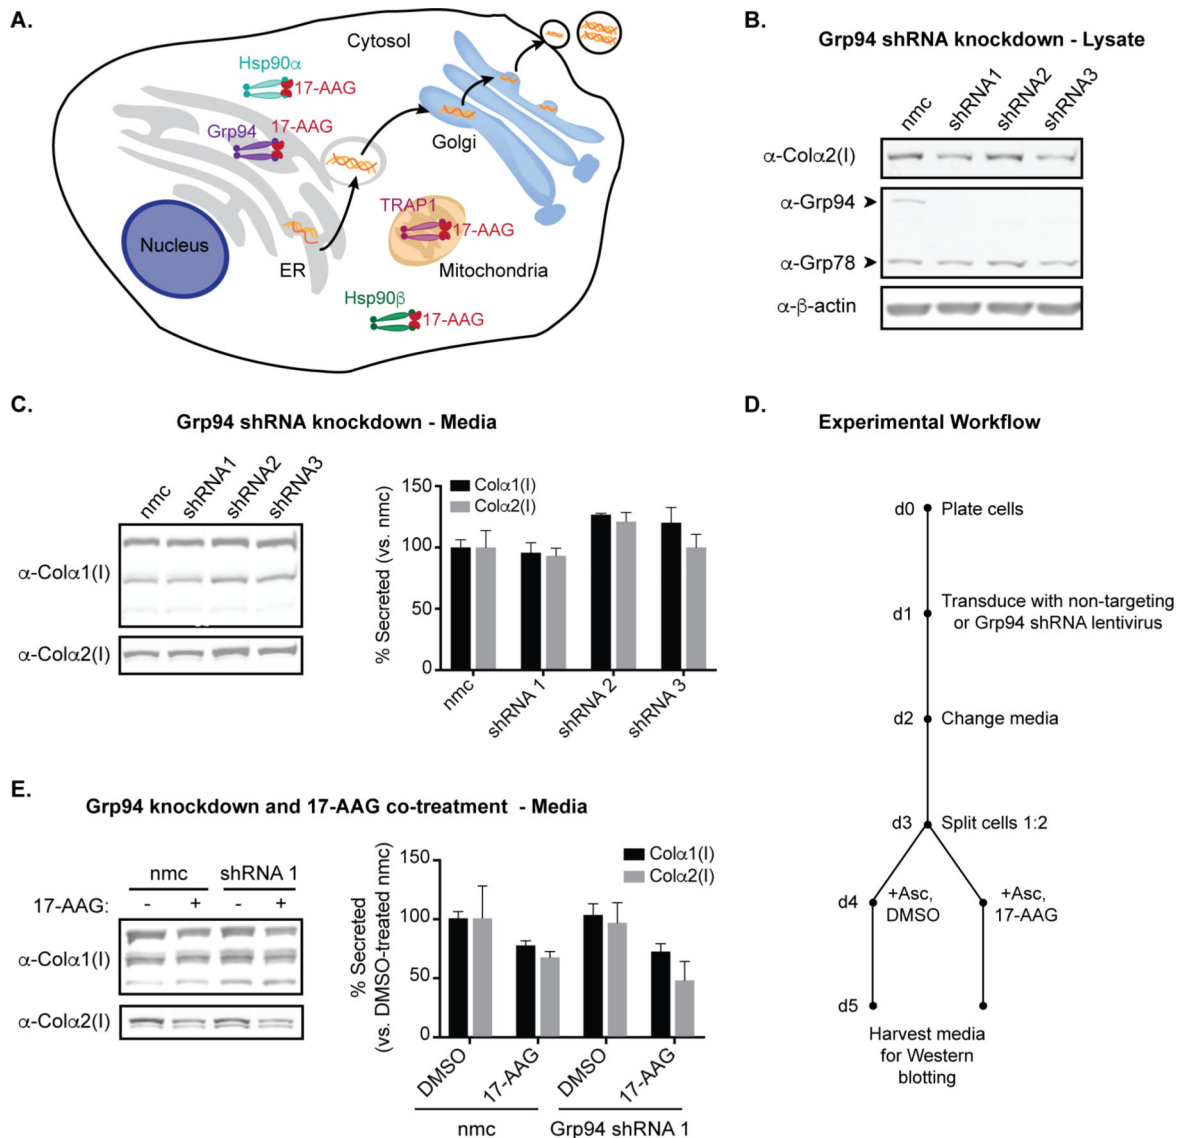 A.
Cytosol
Hsp90α
17-AAG
Grp94
17-AAG
Golgi
TRAP1
17-AAG
Nucleus
ER
Mitochondria
Hsp90β
17-AAG
B.
Grp94 shRNA knockdown - Lysate
nmc
shRNA1
shRNA2
shRNA3
α-Colα2(I)
α-Grp94
α-Grp78
α-β-actin
C.
Grp94 shRNA knockdown - Media
nmc
shRNA1
shRNA2
shRNA3
α-Colα1(I)
α-Colα2(I)
Colα1(I)
Colα2(I)
% Secreted (vs. nmc)
150
100
50
0
nmc
shRNA 1
shRNA 2
shRNA 3
D.
Experimental Workflow
d0 Plate cells
d1 Transduce with non-targeting
or Grp94 shRNA lentivirus
d2 Change media
d3 Split cells 1:2
d4
+Asc,
DMSO
+Asc,
17-AAG
d5
Harvest media
for Western
blotting
E.
Grp94 knockdown and 17-AAG co-treatment - Media
nmc shRNA 1
17-AAG: - + - +
α-Colα1(I)
α-Colα2(I)
Colα1(I)
Colα2(I)
% Secreted
(vs. DMSO-treated nmc)
150
100
50
0
DMSO
17-AAG
DMSO
17-AAG
nmc
Grp94 shRNA 1